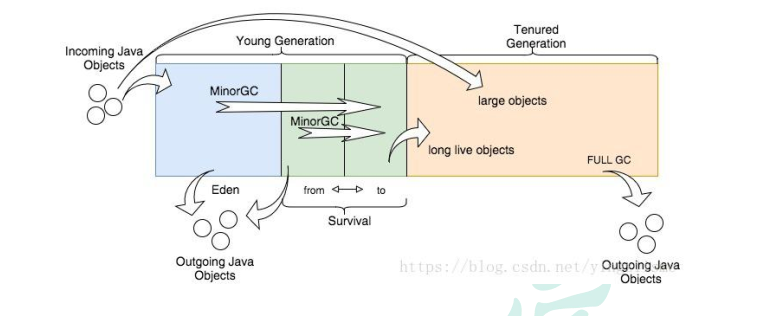 Tenured
Generation
Young Generation
Incoming Java
Objects
MinorGC
large objects
MinorGC
long live objects
FULL GC
Eden
from
to
Survival
Outgoing Java
Objects
Outgoing Java
Objects
https://blog.csdn.net/